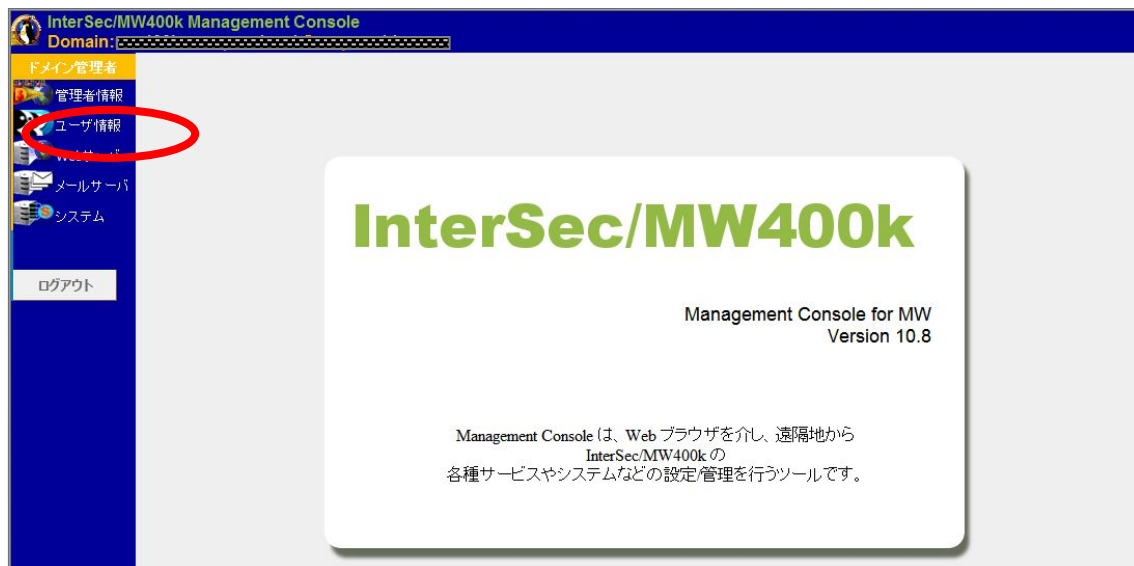 InterSec/MW400k Management Console
Domain:
ドメイン管理者
管理者情報
ユーザ情報
メールサーバ
システム
ログアウト
InterSec/MW400k
Management Console for MW
Version 10.8
Management Console は、Web ブラウザを介し、遠隔地から
InterSec/MW400k の
各種サービスやシステムなどの設定/管理を行うツールです。